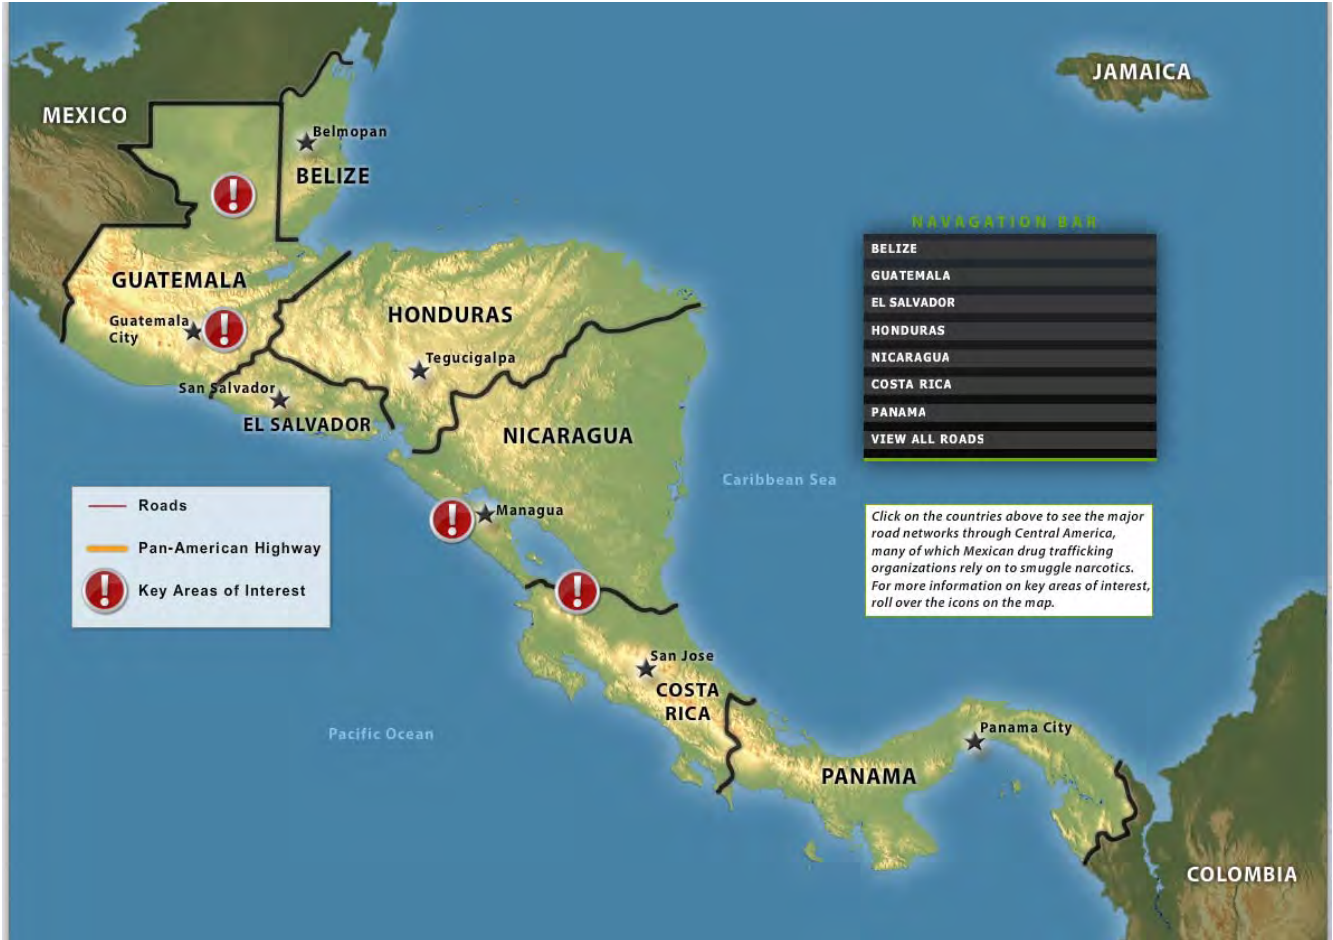 JAMAICA
MEXICO
Belmopan
BELIZE
NAVAGATION BAR
BELIZE
GUATEMALA
EL SALVADOR
HONDURAS
NICARAGUA
COSTA RICA
PANAMA
VIEW ALL ROADS
GUATEMALA
Guatemala
City
HONDURAS
Tegucigalpa
San Salvador
EL SALVADOR
NICARAGUA
Caribbean Sea
Roads
Pan-American Highway
Key Areas of Interest
Managua
Click on the countries above to see the major
road networks through Central America,
many of which Mexican drug trafficking
organizations rely on to smuggle narcotics.
For more information on key areas of interest,
roll over the icons on the map.
San Jose
COSTA
RICA
Pacific Ocean
Panama City
PANAMA
COLOMBIA